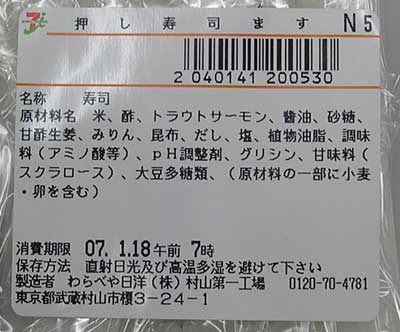 押し寿司ます N5
2 040141 200530
名称 寿司
原材料名 米、酢、トラウトサーモン、醤油、砂糖、
甘酢生姜、みりん、昆布、だし、塩、植物油脂、調味
料(アミノ酸等)、pH調整剤、グリシン、甘味料(
スクラロース)、大豆多糖類、(原材料の一部に小麦
・卵を含む)
消費期限 07. 1.18午前 7時
保存方法 直射日光及び高温多湿を避けて下さい
製造者 わらべや日洋(株)村山第一工場 0120-70-4781
東京都武蔵村山市榎3-24-1